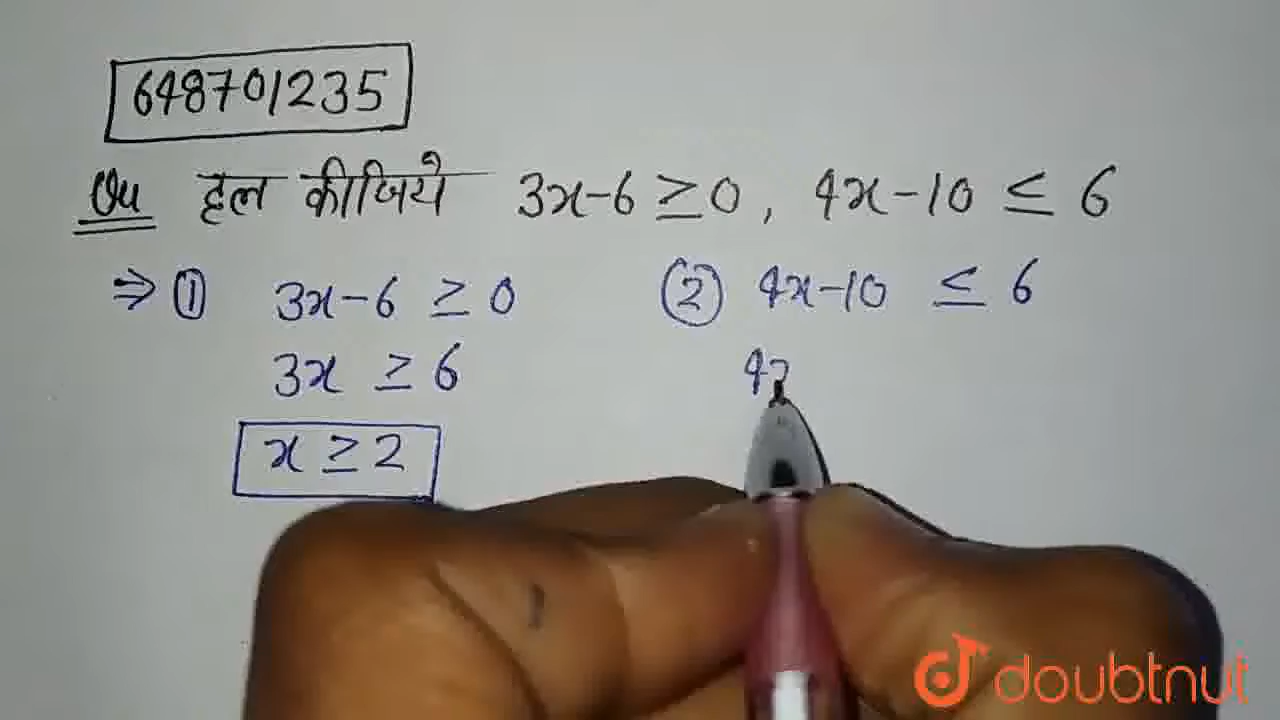 648701235
Qu हल कीजिये 3x-6 ≥ 0, 4x-10 ≤ 6
⇒ ① 3x-6 ≥ 0 ② 4x-10 ≤ 6
3x ≥ 6 4x
x ≥ 2
doubtnut